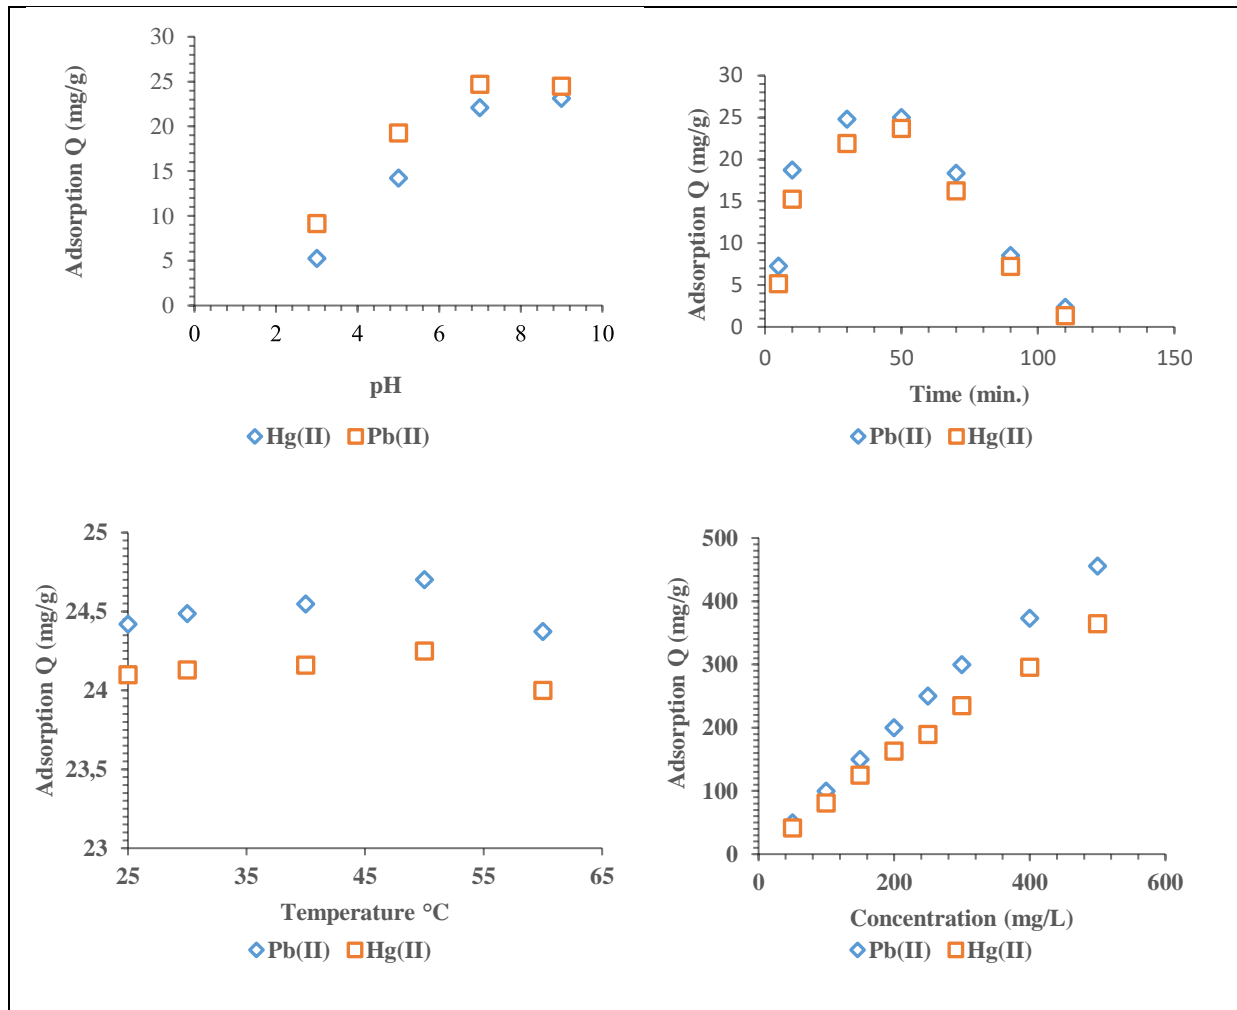 Adsorption Q (mg/g)
30
25
20
15
10
5
0
0 2 4 6 8 10
pH
Hg(II) Pb(II)
Adsorption Q (mg/g)
30
25
20
15
10
5
0
0 50 100 150
Time (min.)
Pb(II) Hg(II)
Adsorption Q (mg/g)
25
24,5
24
23,5
23
25 35 45 55 65
Temperature °C
Pb(II) Hg(II)
Adsorption Q (mg/g)
500
400
300
200
100
0
0 200 400 600
Concentration (mg/L)
Pb(II) Hg(II)